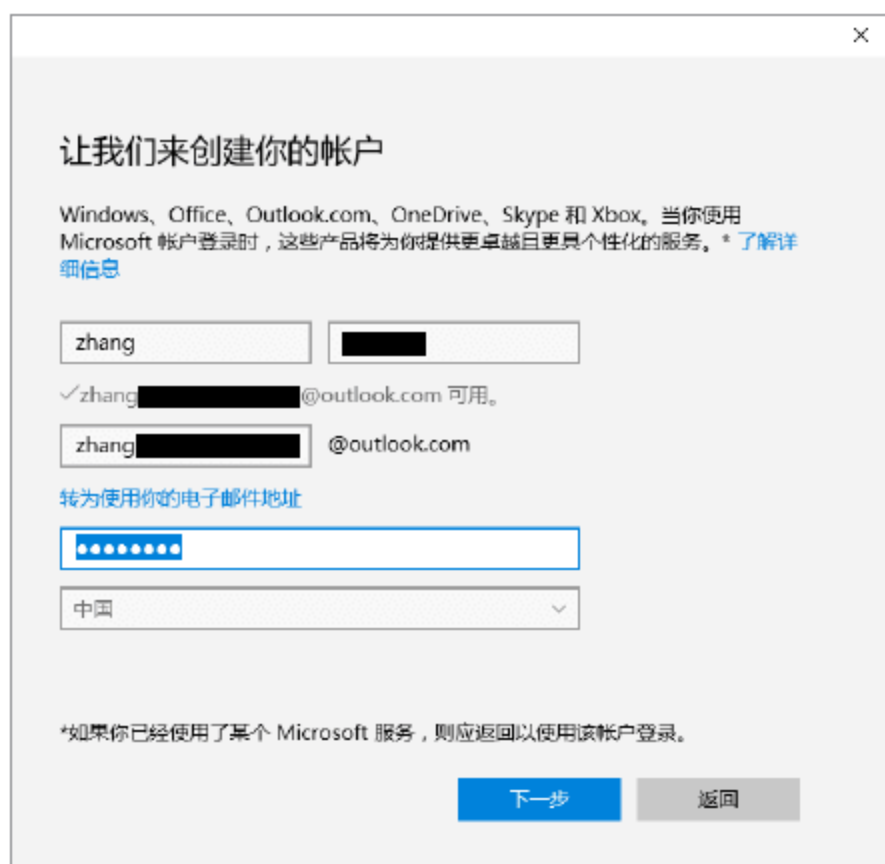 让我们来创建你的帐户
Windows、Office、Outlook.com、OneDrive、Skype 和 Xbox。当你使用
Microsoft 帐户登录时，这些产品将为你提供更卓越且更具个性化的服务。* 了解详
细信息
zhang
zhang @outlook.com 可用。
zhang @outlook.com
转为使用你的电子邮件地址
中国
*如果你已经使用了某个 Microsoft 服务，则应返回以使用该帐户登录。
下一步 返回